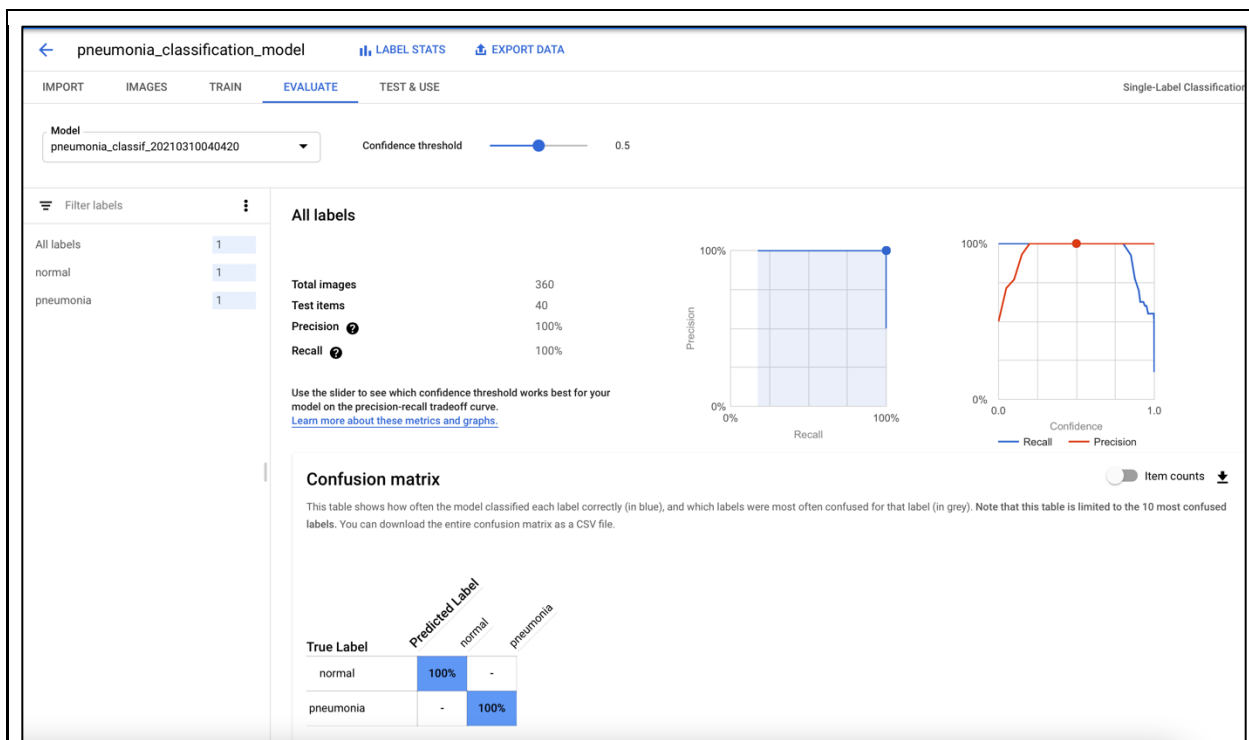 pneumonia_classification_model
LABEL STATS
EXPORT DATA
IMPORT
IMAGES
TRAIN
EVALUATE
TEST & USE
Single-Label Classification
Model
pneumonia_classif_20210310040420
Confidence threshold
0.5
Filter labels
All labels 1
normal 1
pneumonia 1
All labels
Total images 360
Test items 40
Precision ? 100%
Recall ? 100%
Use the slider to see which confidence threshold works best for your
model on the precision-recall tradeoff curve.
Learn more about these metrics and graphs.
100%
Precision
0%
0%
100%
Recall
100%
0%
0.0
1.0
Confidence
Recall
Precision
Confusion matrix
Item counts
This table shows how often the model classified each label correctly (in blue), and which labels were most often confused for that label (in grey). Note that this table is limited to the 10 most confused
labels. You can download the entire confusion matrix as a CSV file.
True Label
Predicted Label
normal
pneumonia
normal 100% -
pneumonia - 100%